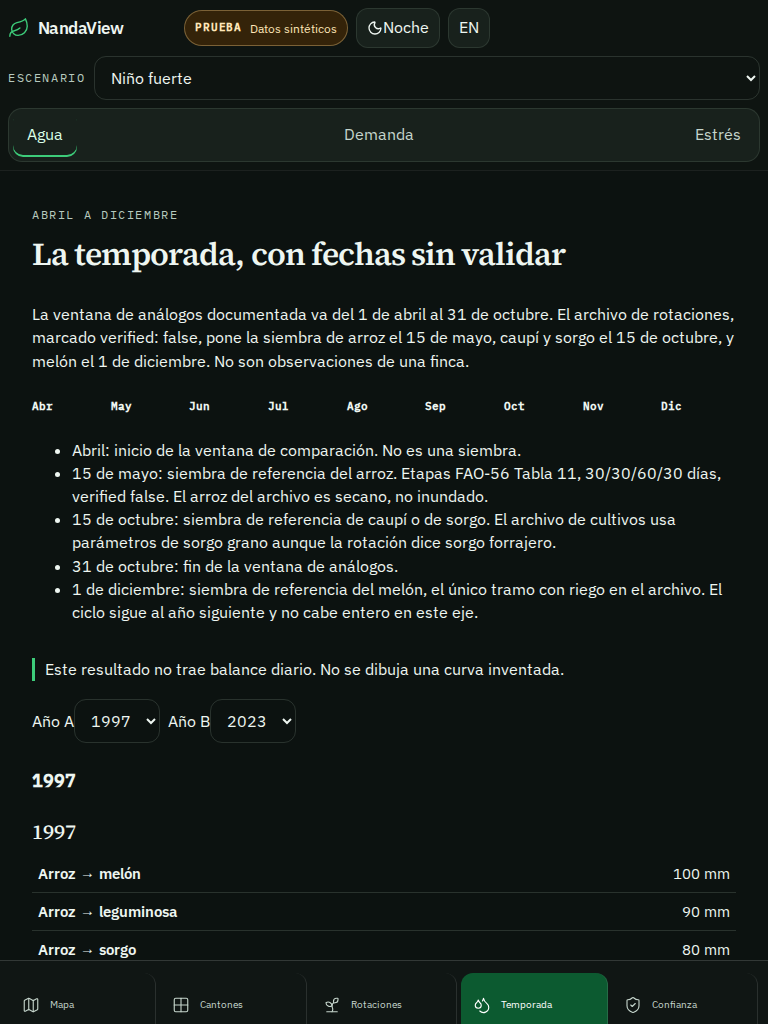 NandaView
PRUEBA Datos sintéticos
Noche
EN
ESCENARIO
Niño fuerte
Agua
Demanda
Estrés
ABRIL A DICIEMBRE
La temporada, con fechas sin validar
La ventana de análogos documentada va del 1 de abril al 31 de octubre. El archivo de rotaciones,
marcado verified: false, pone la siembra de arroz el 15 de mayo, caupí y sorgo el 15 de octubre, y
melón el 1 de diciembre. No son observaciones de una finca.
Abr May Jun Jul Ago Sep Oct Nov Dic
• Abril: inicio de la ventana de comparación. No es una siembra.
• 15 de mayo: siembra de referencia del arroz. Etapas FAO-56 Tabla 11, 30/30/60/30 días,
verified false. El arroz del archivo es secano, no inundado.
• 15 de octubre: siembra de referencia de caupí o de sorgo. El archivo de cultivos usa
parámetros de sorgo grano aunque la rotación dice sorgo forrajero.
• 31 de octubre: fin de la ventana de análogos.
• 1 de diciembre: siembra de referencia del melón, el único tramo con riego en el archivo. El
ciclo sigue al año siguiente y no cabe entero en este eje.
Este resultado no trae balance diario. No se dibuja una curva inventada.
Año A 1997 Año B 2023
1997
1997
Arroz → melón 100 mm
Arroz → leguminosa 90 mm
Arroz → sorgo 80 mm
Mapa
Cantones
Rotaciones
Temporada
Confianza